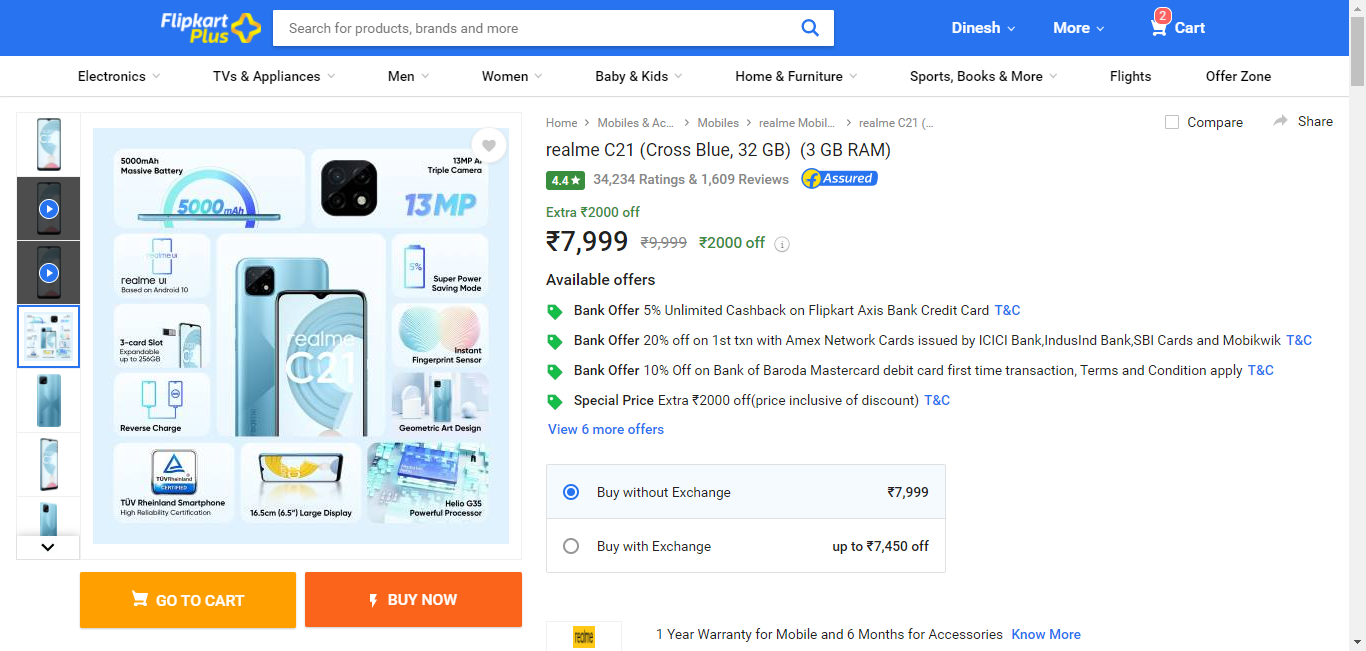 Flipkart
Plus
Search for products, brands and more
Dinesh
More
2
Cart
Electronics
TVs & Appliances
Men
Women
Baby & Kids
Home & Furniture
Sports, Books & More
Flights
Offer Zone
5000mAh
Massive Battery
5000mAh
13MP AI
Triple Camera
13MP
realme UI
realme UI
Based on Android 10
5%
Super Power
Saving Mode
3-card Slot
Expandable
up to 256GB
realme
C21
Instant
Fingerprint Sensor
Reverse Charge
Geometric Art Design
TÜVRheinland
CERTIFIED
TÜV Rheinland Smartphone
High Reliability Certification
16.5cm (6.5") Large Display
Helio G35
Powerful Processor
GO TO CART
BUY NOW
Home
Mobiles & Ac...
Mobiles
realme Mobil...
realme C21 (...
Compare
Share
realme C21 (Cross Blue, 32 GB) (3 GB RAM)
4.4★ 34,234 Ratings & 1,609 Reviews Assured
Extra ₹2000 off
₹7,999 ₹9,999 ₹2000 off
Available offers
Bank Offer 5% Unlimited Cashback on Flipkart Axis Bank Credit Card T&C
Bank Offer 20% off on 1st txn with Amex Network Cards issued by ICICI Bank,IndusInd Bank,SBI Cards and Mobikwik T&C
Bank Offer 10% Off on Bank of Baroda Mastercard debit card first time transaction, Terms and Condition apply T&C
Special Price Extra ₹2000 off(price inclusive of discount) T&C
View 6 more offers
Buy without Exchange ₹7,999
Buy with Exchange up to ₹7,450 off
realme
1 Year Warranty for Mobile and 6 Months for Accessories Know More